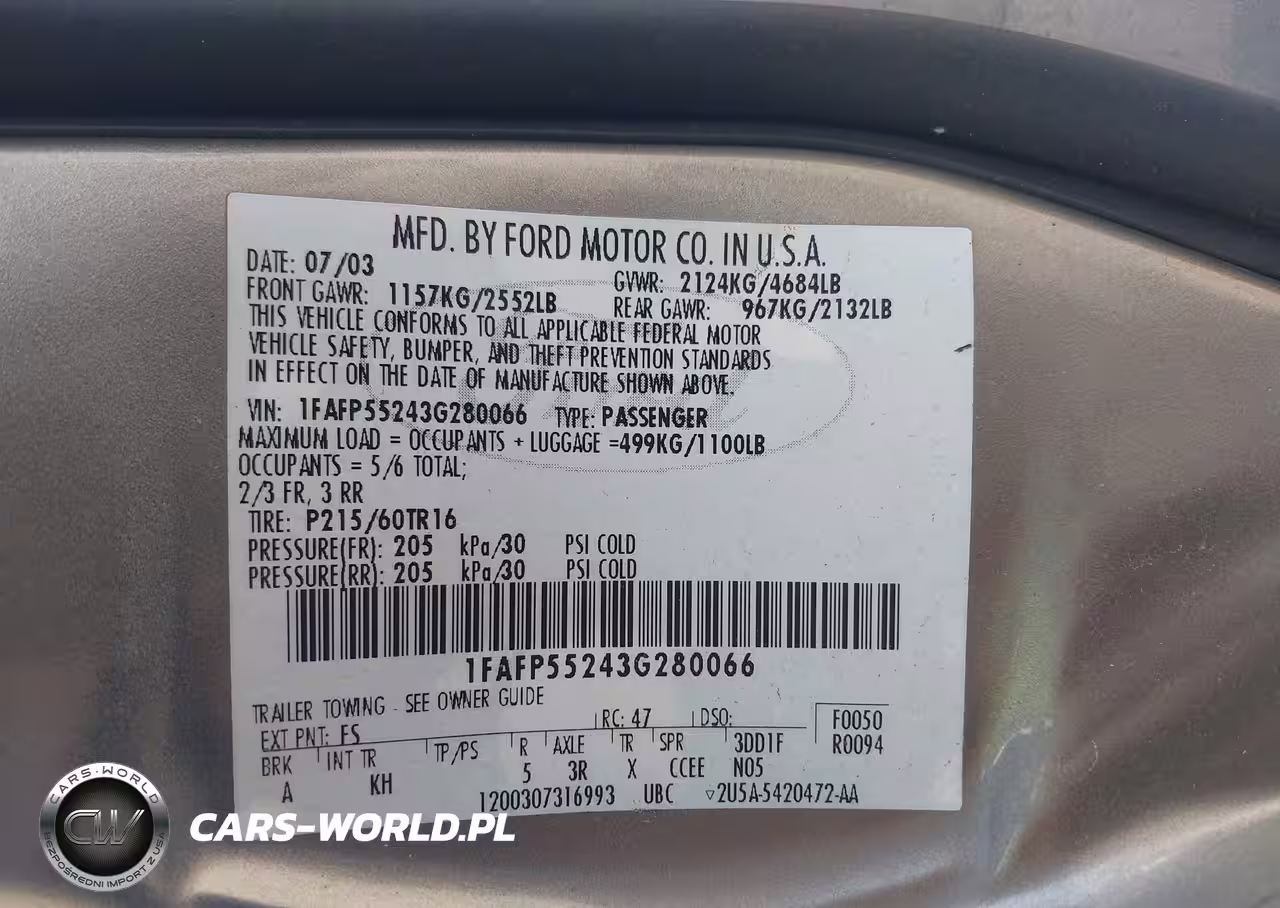 MFD. BY FORD MOTOR CO. IN U.S.A.
DATE: 07/03 GVWR: 2124KG/4684LB
FRONT GAWR: 1157KG/2552LB REAR GAWR: 967KG/2132LB
THIS VEHICLE CONFORMS TO ALL APPLICABLE FEDERAL MOTOR
VEHICLE SAFETY, BUMPER, AND THEFT PREVENTION STANDARDS
IN EFFECT ON THE DATE OF MANUFACTURE SHOWN ABOVE.
VIN: 1FAFP55243G280066 TYPE: PASSENGER
MAXIMUM LOAD = OCCUPANTS + LUGGAGE =499KG/1100LB
OCCUPANTS = 5/6 TOTAL;
2/3 FR, 3 RR
TIRE: P215/60TR16
PRESSURE(FR): 205 kPa/30 PSI COLD
PRESSURE(RR): 205 kPa/30 PSI COLD
1FAFP55243G280066
TRAILER TOWING - SEE OWNER GUIDE
EXT PNT: FS RC: 47 DSO: F0050
BRK INT TR TP/PS R AXLE TR SPR 3DD1F R0094
A KH 5 3R X CCEE N05
1200307316993 UBC ▽2U5A-5420472-AA
CARS-WORLD
CW
BEZPOŚREDNI IMPORT Z USA
CARS-WORLD.PL